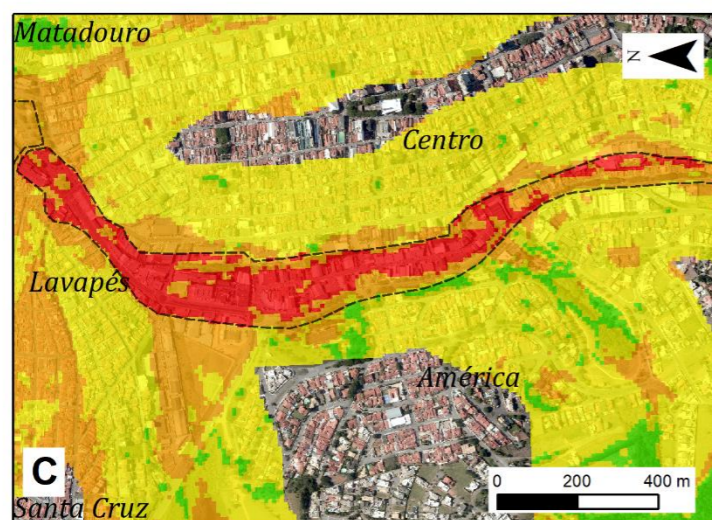 Matadouro
N
Centro
Lavapés
América
C
Santa Cruz
0 200 400 m